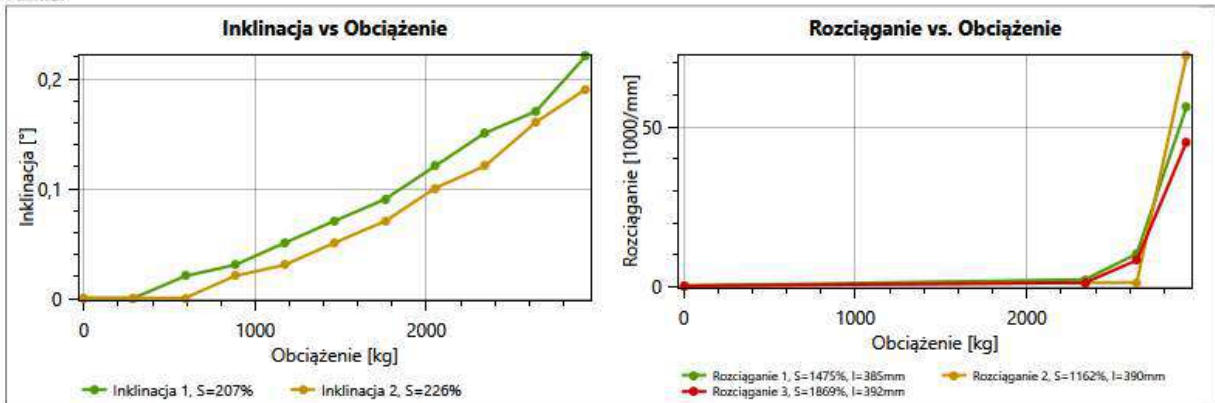 Inklinacja vs Obciążenie
0,2
0,1
0
Inklinacja [°]
0
1000
2000
Obciążenie [kg]
Inklinacja 1, S=207%
Inklinacja 2, S=226%
Rozciąganie vs. Obciążenie
50
0
Rozciąganie [1000/mm]
0
1000
2000
Obciążenie [kg]
Rozciąganie 1, S=1475%, l=385mm
Rozciąganie 2, S=1162%, l=390mm
Rozciąganie 3, S=1869%, l=392mm